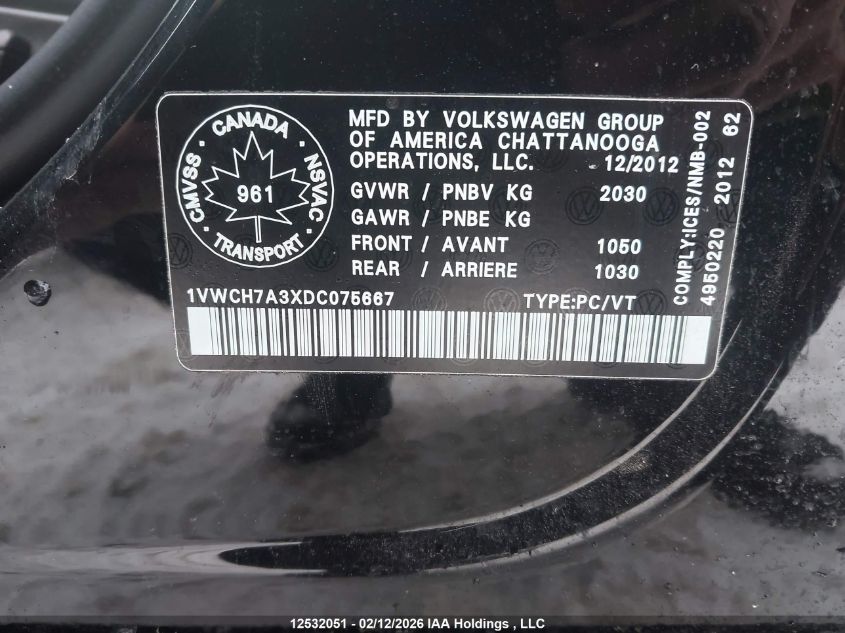 CANADA
CMVSS
NSVAC
961
TRANSPORT
MFD BY VOLKSWAGEN GROUP
OF AMERICA CHATTANOOGA
OPERATIONS, LLC. 12/2012
GVWR / PNBV KG 2030
GAWR / PNBE KG
FRONT / AVANT 1050
REAR / ARRIERE 1030
1VWCH7A3XDC075667 TYPE:PC/VT
COMPLY:ICES/NMB-002
4950220 2012 62
12532051 - 02/12/2026 IAA Holdings , LLC